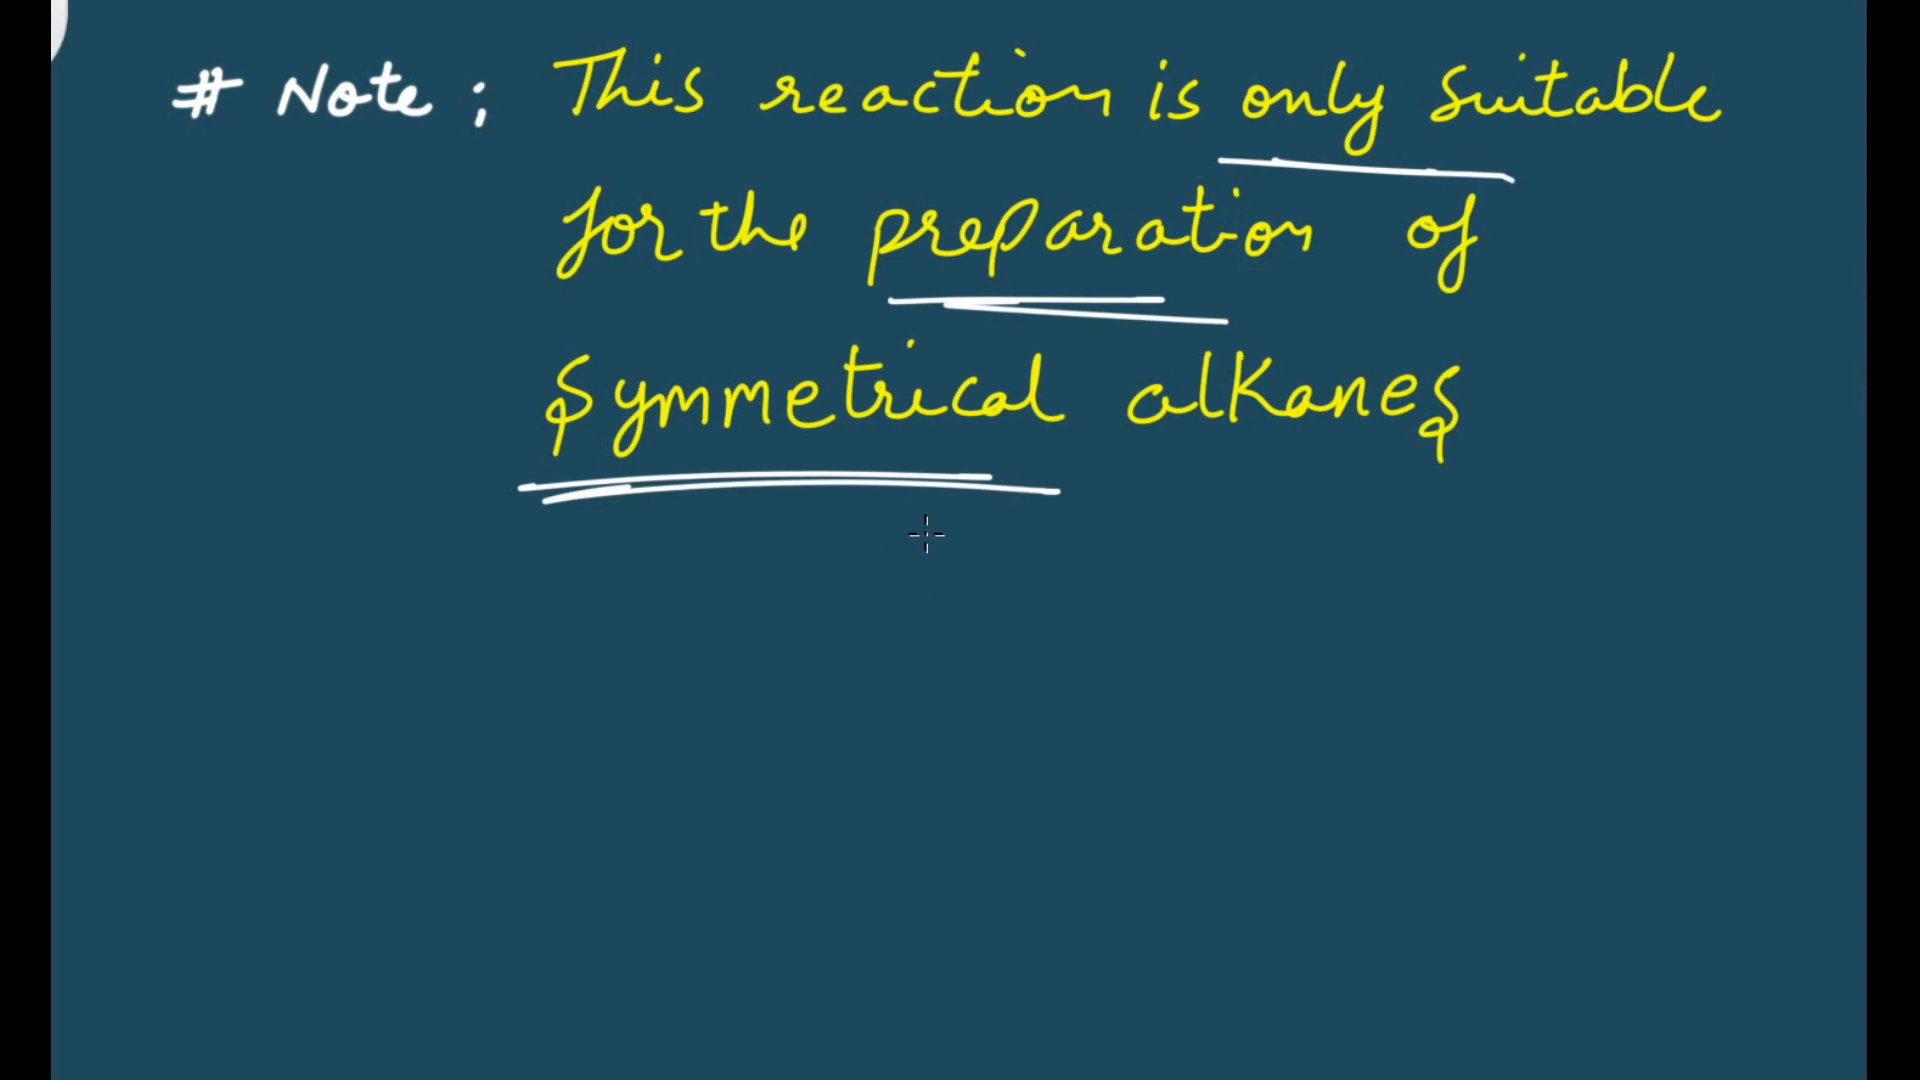 # Note ; This reaction is only suitable
for the preparation of
Symmetrical alkanes